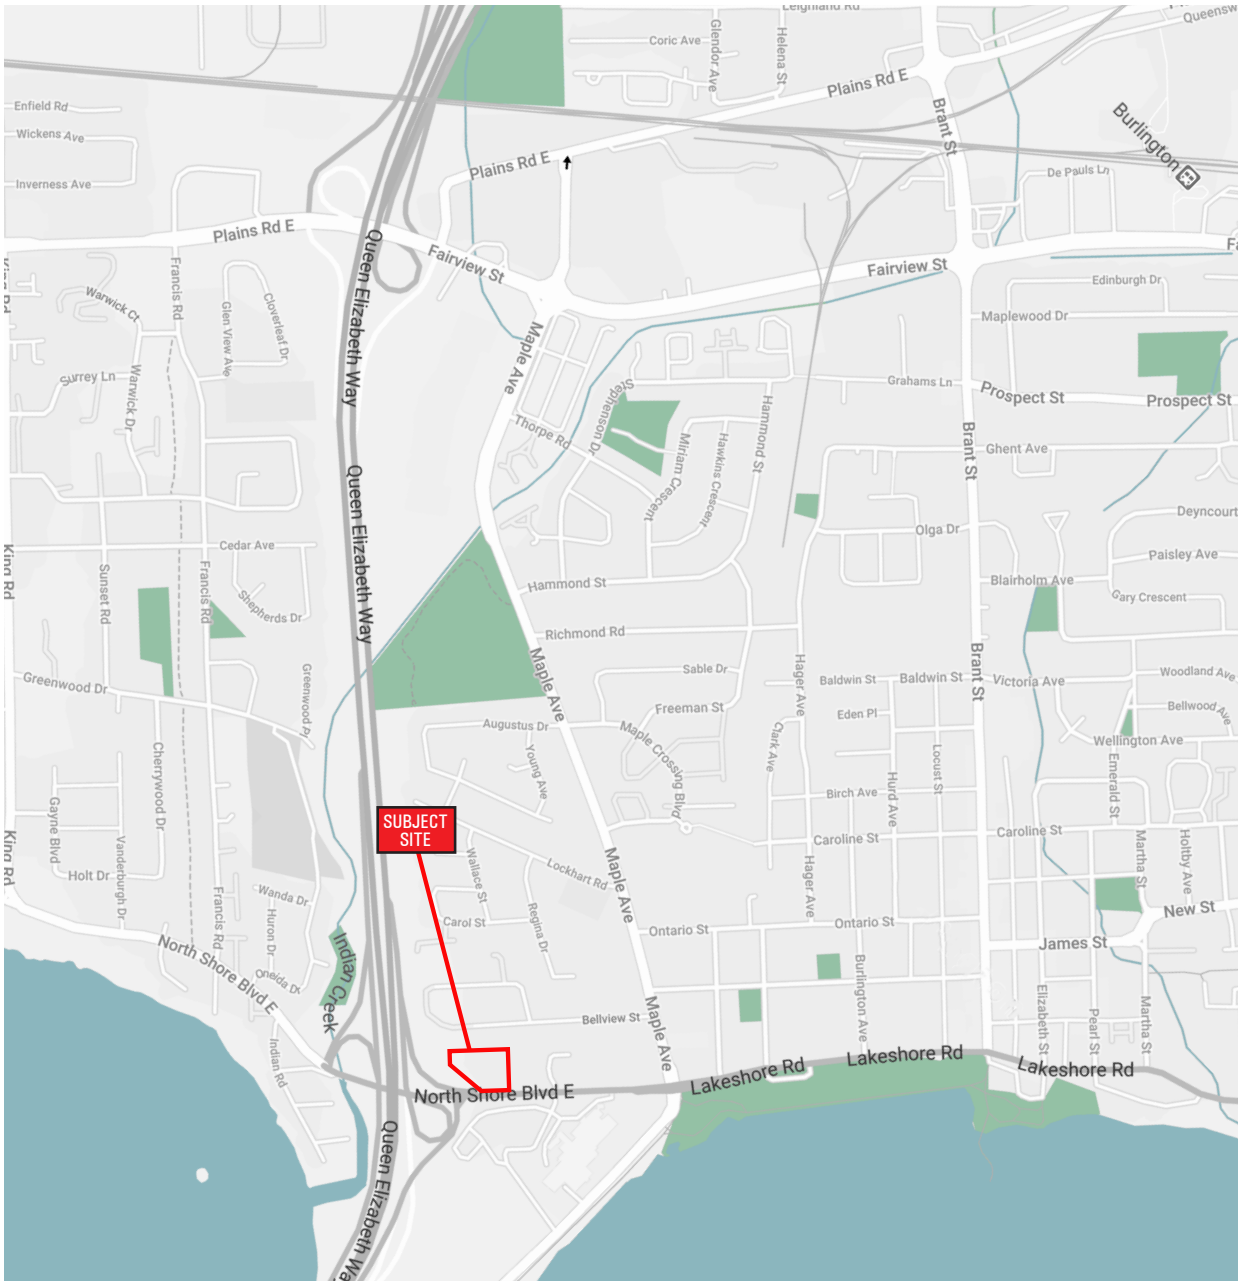 Leighland Rd
Queensw
Coric Ave
Glendor Ave
Helena St
Plains Rd E
Enfield Rd
Wickens Ave
Inverness Ave
Brant St
Burlington
Plains Rd E
De Pauls Ln
Plains Rd E
Queen Elizabeth Way
Fairview St
Fairview St
Fa
King Rd
Francis Rd
Warwick Ct
Glen View Ave
Cloverleaf Dr
Edinburgh Dr
Maplewood Dr
Maple Ave
Surrey Ln
Warwick Dr
Stephenson Dr
Grahams Ln
Prospect St
Prospect St
Thorpe Rd
Hammond St
Miriam Crescent
Hawkins Crescent
Brant St
Ghent Ave
Queen Elizabeth Way
Deyncourt
Olga Dr
Cedar Ave
Paisley Ave
King Rd
Sunset Rd
Francis Rd
Shepherds Dr
Hammond St
Blairholm Ave
Gary Crescent
Richmond Rd
Greenwood Dr
Greenwood Pl
Maple Ave
Sable Dr
Hager Ave
Baldwin St
Baldwin St
Brant St
Victoria Ave
Woodland Ave
Freeman St
Eden Pl
Bellwood Ave
Augustus Dr
Maple Crossing Blvd
Clark Ave
Wellington Ave
Cherrywood Dr
Young Ave
Locust St
Hurd Ave
Emerald St
Birch Ave
SUBJECT
SITE
Gayne Blvd
Vanderburgh Dr
King Rd
Caroline St
Caroline St
Martha St
Holtby Ave
Wallace St
Lockhart Rd
Maple Ave
Hager Ave
Holt Dr
Wanda Dr
Francis Rd
Huron Dr
Regina Dr
New St
Carol St
Ontario St
Ontario St
James St
North Shore Blvd E
Indian Creek
Oneida Dr
Burlington Ave
Elizabeth St
Pearl St
Martha St
Bellview St
Maple Ave
Indian Rd
Lakeshore Rd
Lakeshore Rd
Lakeshore Rd
North Shore Blvd E
Queen Elizabeth Way